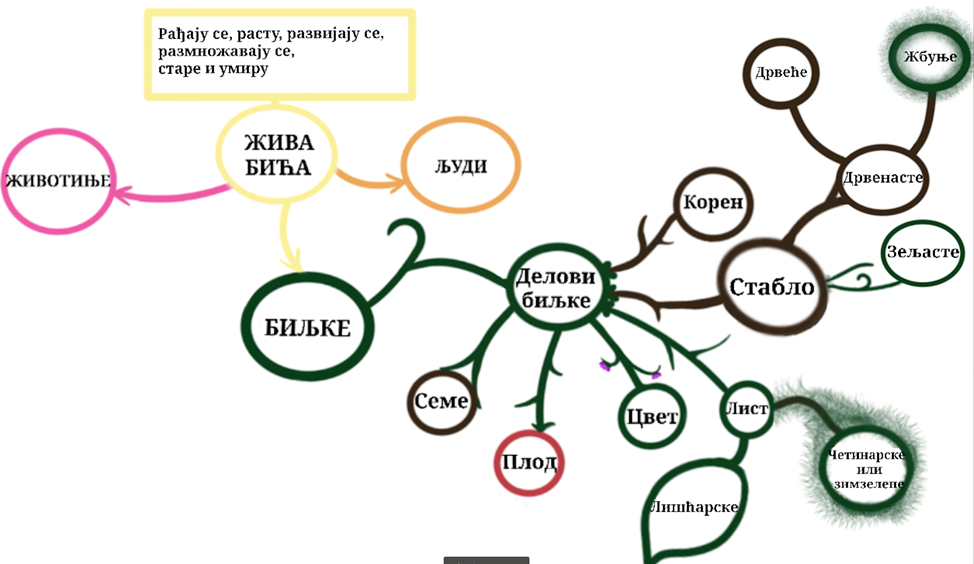 Рађају се, расту, развијају се,
размножавају се,
старе и умиру
ЖИВА
БИЋА
ЖИВОТИЊЕ
ЉУДИ
БИЉКЕ
Делови
биљке
Корен
Стабло
Дрвенасте
Дрвеће
Жбуње
Зељасте
Семе
Плод
Цвет
Лист
Лишћарске
Четинарске
или
зимзелене